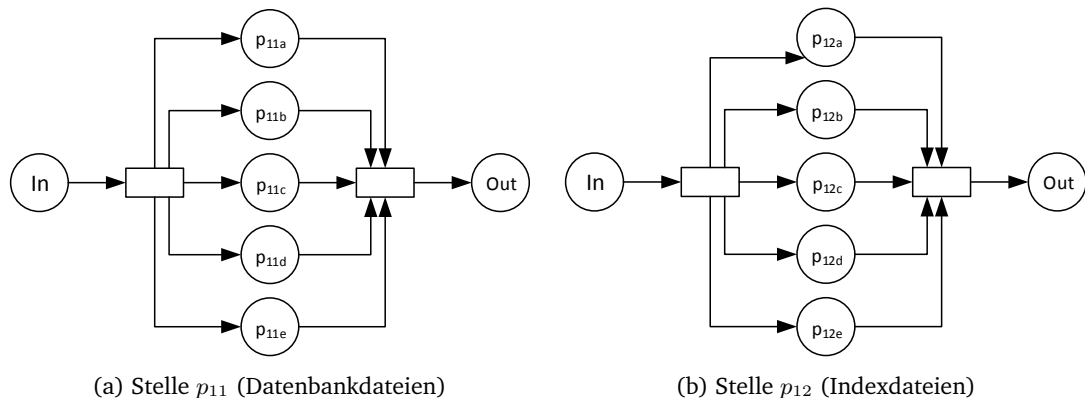 p11a
p11b
In
p11c
Out
p11d
p11e
(a) Stelle p11 (Datenbankdateien)
p12a
p12b
In
p12c
Out
p12d
p12e
(b) Stelle p12 (Indexdateien)